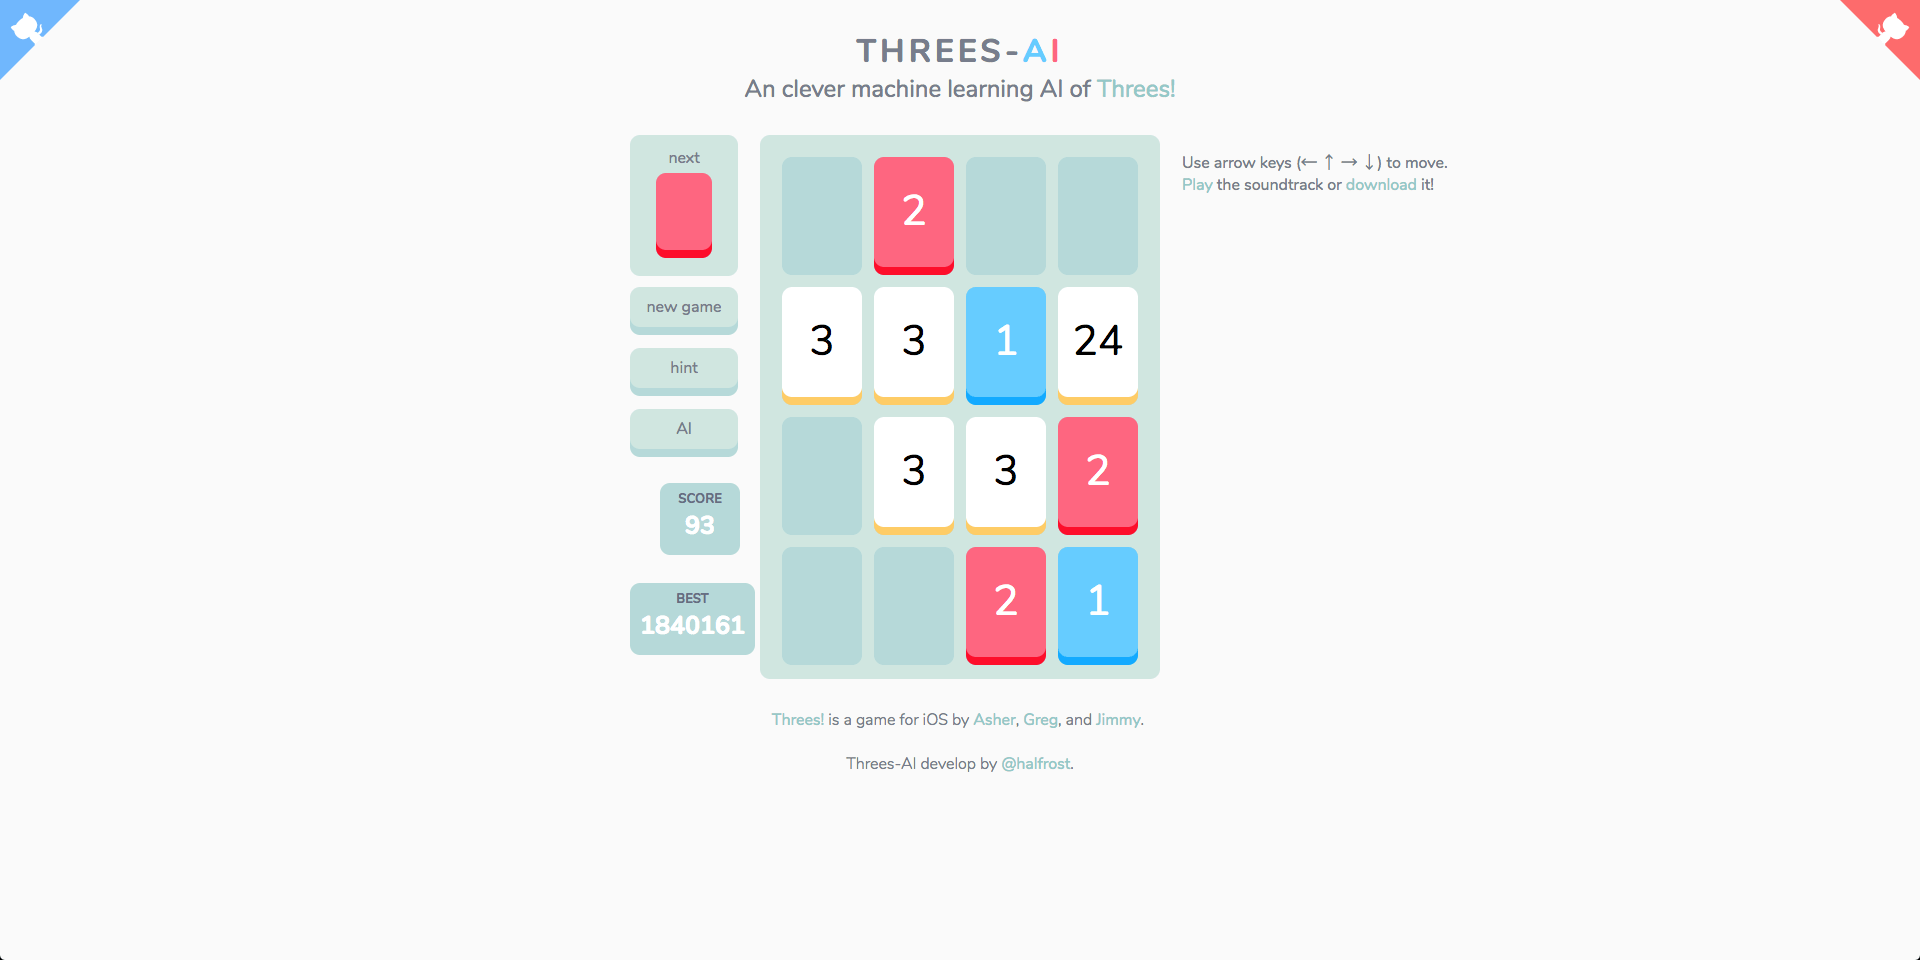 THREES-AI
An clever machine learning AI of Threes!
next
new game
hint
AI
SCORE
93
BEST
1840161
2
3 3 1 24
3 3 2
2 1
Use arrow keys (← ↑ → ↓) to move.
Play the soundtrack or download it!
Threes! is a game for iOS by Asher, Greg, and Jimmy.
Threes-AI develop by @halfrost.